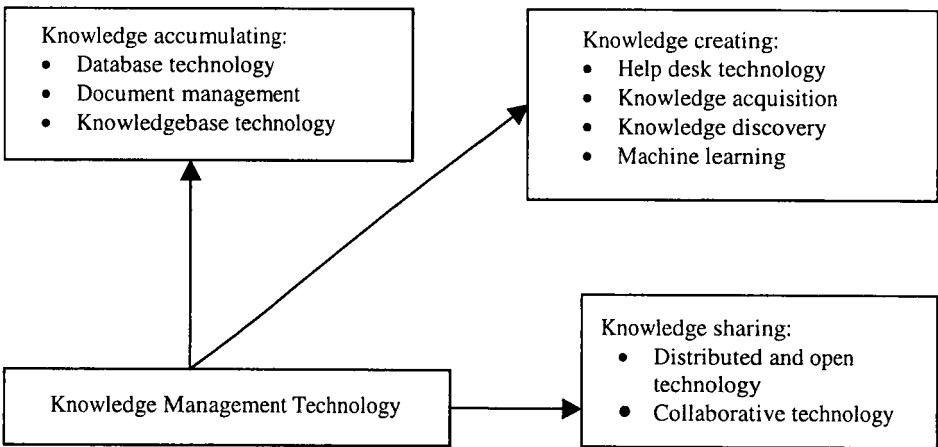 Knowledge accumulating:
• Database technology
• Document management
• Knowledgebase technology
Knowledge creating:
• Help desk technology
• Knowledge acquisition
• Knowledge discovery
• Machine learning
Knowledge sharing:
• Distributed and open
technology
• Collaborative technology
Knowledge Management Technology